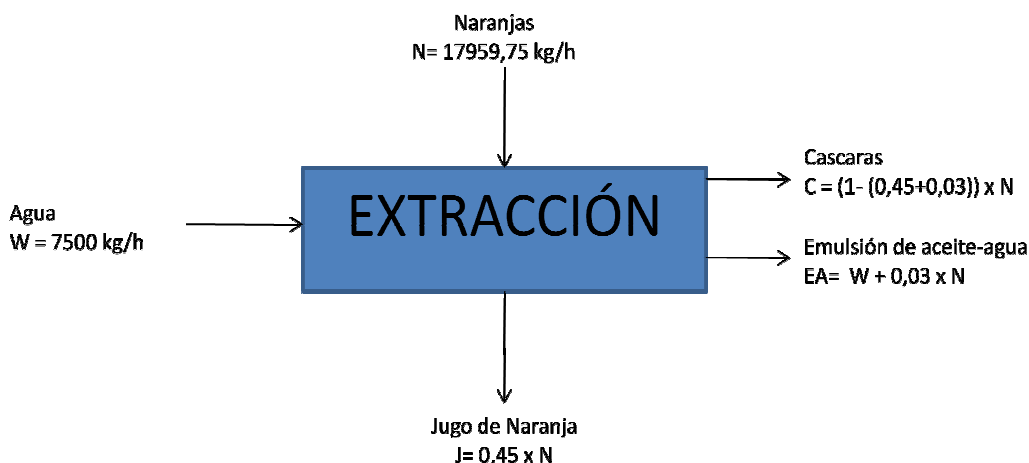 Naranjas
N= 17959,75 kg/h
Cascaras
C = (1- (0,45+0,03)) x N
Agua
W = 7500 kg/h
EXTRACCIÓN
Emulsión de aceite-agua
EA= W + 0,03 x N
Jugo de Naranja
J= 0,45 x N